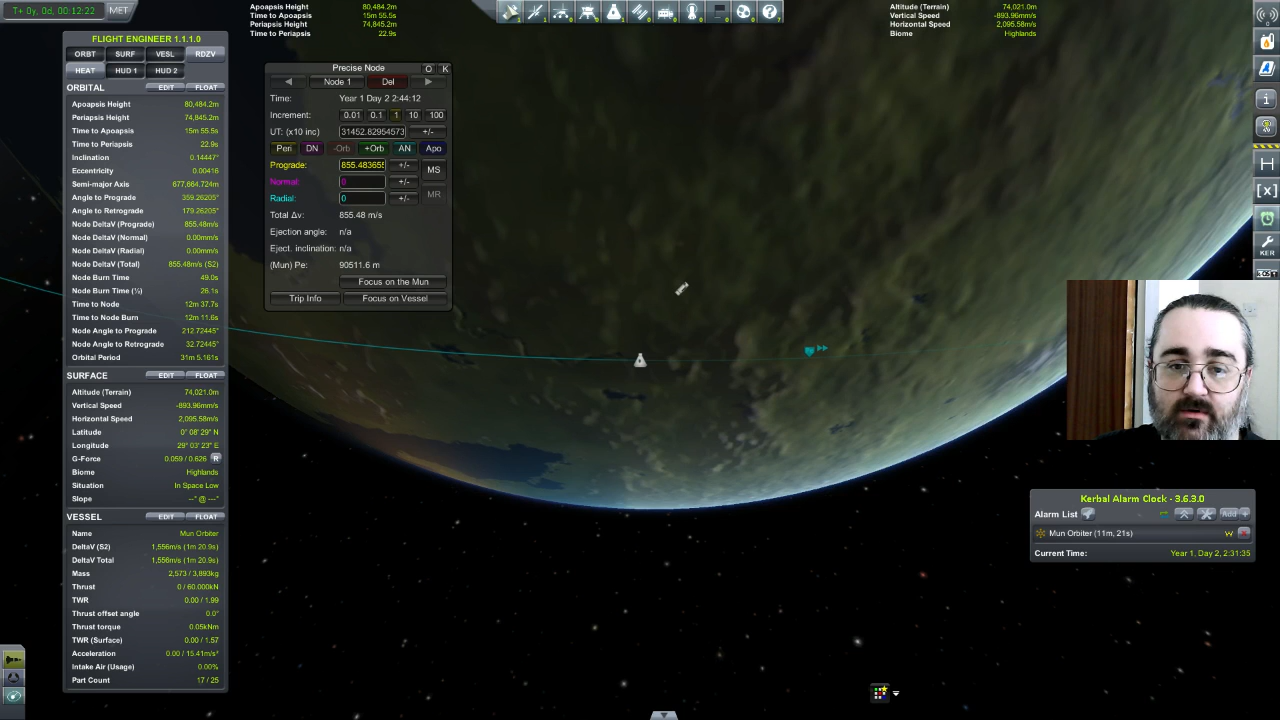 T+ 0y, 0d, 00:12:22 MET
Apoapsis Height 80,484.2m
Time to Apoapsis 15m 55.5s
Periapsis Height 74,845.2m
Time to Periapsis 22.9s
Altitude (Terrain) 74,021.0m
Vertical Speed -893.96mm/s
Horizontal Speed 2,095.58m/s
Biome Highlands
FLIGHT ENGINEER 1.1.1.0
ORBT SURF VESL RDZV
HEAT HUD 1 HUD 2
ORBITAL EDIT FLOAT
Apoapsis Height 80,484.2m
Periapsis Height 74,845.2m
Time to Apoapsis 15m 55.5s
Time to Periapsis 22.9s
Inclination 0.14447°
Eccentricity 0.00416
Semi-major Axis 677,664.724m
Angle to Prograde 359.26205°
Angle to Retrograde 179.26205°
Node DeltaV (Prograde) 855.48m/s
Node DeltaV (Normal) 0.00mm/s
Node DeltaV (Radial) 0.00mm/s
Node DeltaV (Total) 855.48m/s (S2)
Node Burn Time 49.0s
Node Burn Time (½) 26.1s
Time to Node 12m 37.7s
Time to Node Burn 12m 11.6s
Node Angle to Prograde 212.72445°
Node Angle to Retrograde 32.72445°
Orbital Period 31m 5.161s
SURFACE EDIT FLOAT
Altitude (Terrain) 74,021.0m
Vertical Speed -893.96mm/s
Horizontal Speed 2,095.58m/s
Latitude 0° 08' 29" N
Longitude 29° 03' 23" E
G-Force 0.059 / 0.626 R
Biome Highlands
Situation In Space Low
Slope --° @ ---°
VESSEL EDIT FLOAT
Name Mun Orbiter
DeltaV (S2) 1,556m/s (1m 20.9s)
DeltaV Total 1,556m/s (1m 20.9s)
Mass 2,573 / 3,893kg
Thrust 0 / 60.000kN
TWR 0.00 / 1.99
Thrust offset angle 0.0°
Thrust torque 0.05kNm
TWR (Surface) 0.00 / 1.57
Acceleration 0.00 / 15.41m/s²
Intake Air (Usage) 0.00%
Part Count 17 / 25
Precise Node O K
Node 1 Del
Time: Year 1 Day 2 2:44:12
Increment: 0.01 0.1 1 10 100
UT: (x10 inc) 31452.82954573 +/-
Peri DN -Orb +Orb AN Apo
Prograde: 855.483655 +/- MS
Normal: 0 +/-
Radial: 0 +/- MR
Total Δv: 855.48 m/s
Ejection angle: n/a
Eject. inclination: n/a
(Mun) Pe: 90511.6 m
Focus on the Mun
Trip Info Focus on Vessel
KER
Kerbal Alarm Clock - 3.6.3.0
Alarm List Add +
Mun Orbiter (11m, 21s) W
Current Time: Year 1, Day 2, 2:31:35